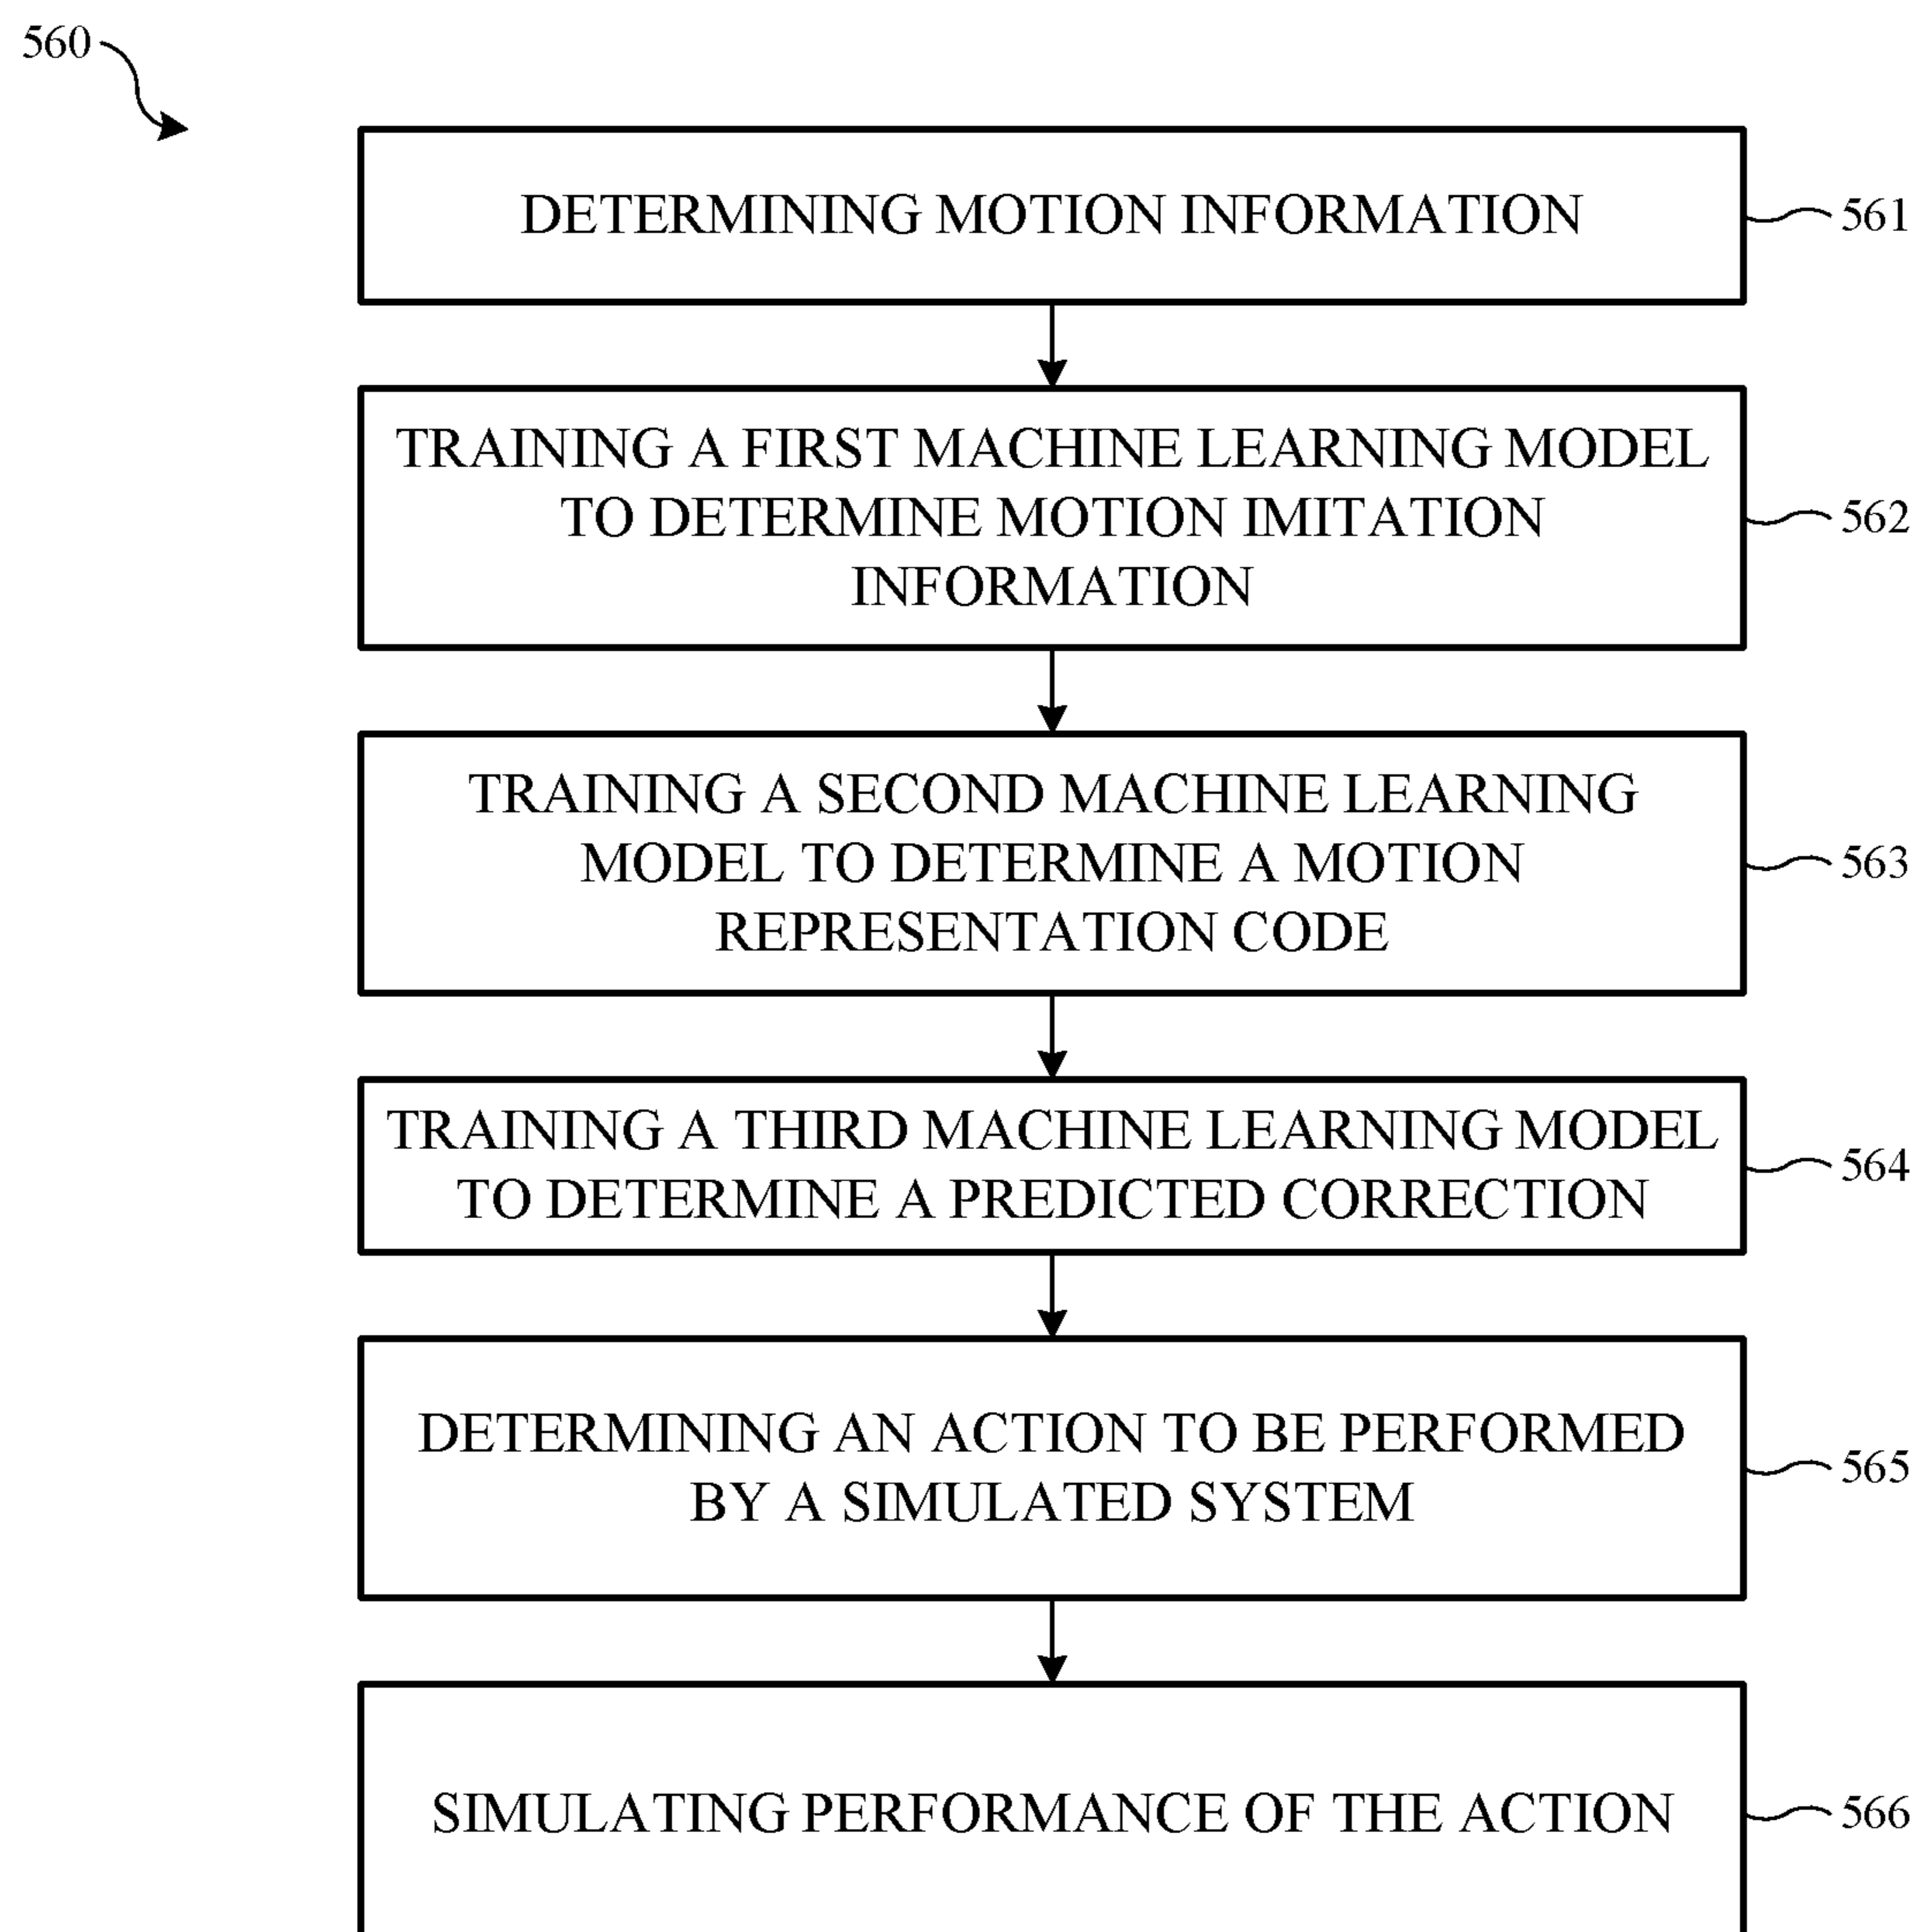 560
DETERMINING MOTION INFORMATION
561
TRAINING A FIRST MACHINE LEARNING MODEL
TO DETERMINE MOTION IMITATION
INFORMATION
562
TRAINING A SECOND MACHINE LEARNING
MODEL TO DETERMINE A MOTION
REPRESENTATION CODE
563
TRAINING A THIRD MACHINE LEARNING MODEL
TO DETERMINE A PREDICTED CORRECTION
564
DETERMINING AN ACTION TO BE PERFORMED
BY A SIMULATED SYSTEM
565
SIMULATING PERFORMANCE OF THE ACTION
566